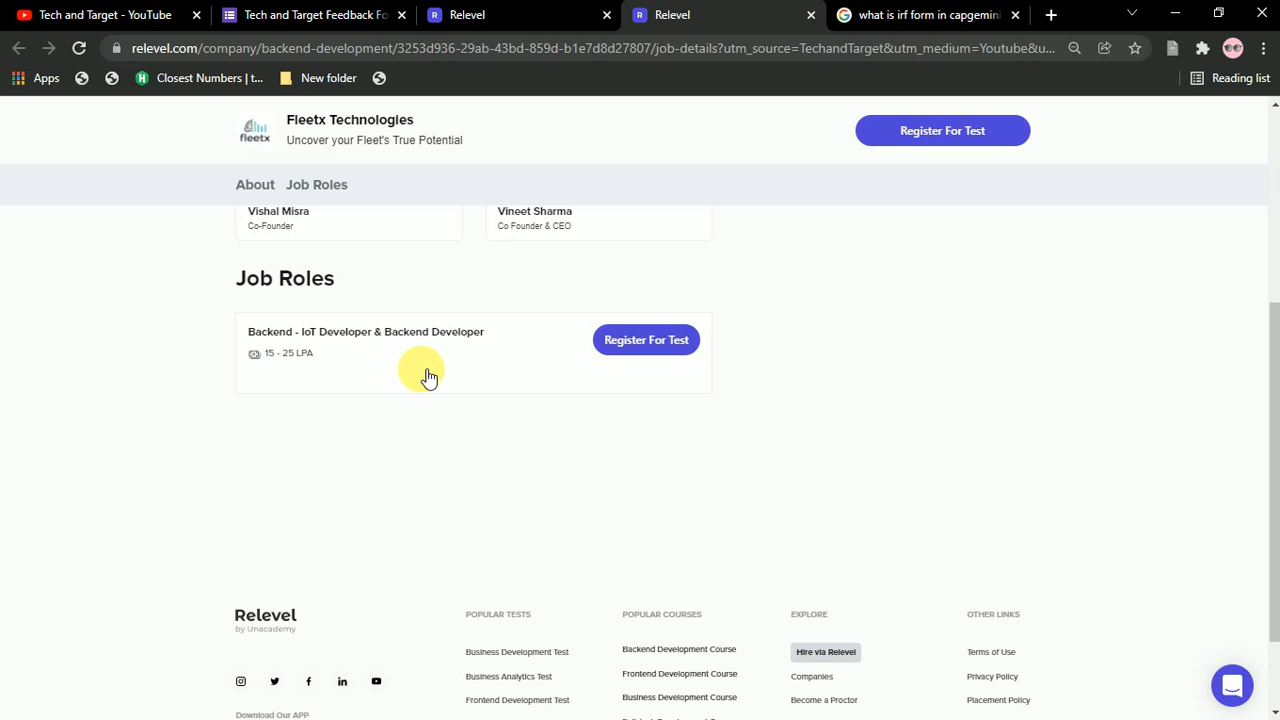 Tech and Target - YouTube
Tech and Target Feedback Fo
Relevel
Relevel
what is irf form in capgemini
relevel.com/company/backend-development/3253d936-29ab-43bd-859d-b1e7d8d27807/job-details?utm_source=TechandTarget&utm_medium=Youtube&u...
Apps
Closest Numbers | t...
New folder
Reading list
fleetx
Fleetx Technologies
Uncover your Fleet's True Potential
Register For Test
About Job Roles
Vishal Misra
Co-Founder
Vineet Sharma
Co Founder & CEO
Job Roles
Backend - IoT Developer & Backend Developer
15 - 25 LPA
Register For Test
Relevel
by Unacademy
Download Our APP
POPULAR TESTS
Business Development Test
Business Analytics Test
Frontend Development Test
POPULAR COURSES
Backend Development Course
Frontend Development Course
Business Development Course
EXPLORE
Hire via Relevel
Companies
Become a Proctor
OTHER LINKS
Terms of Use
Privacy Policy
Placement Policy